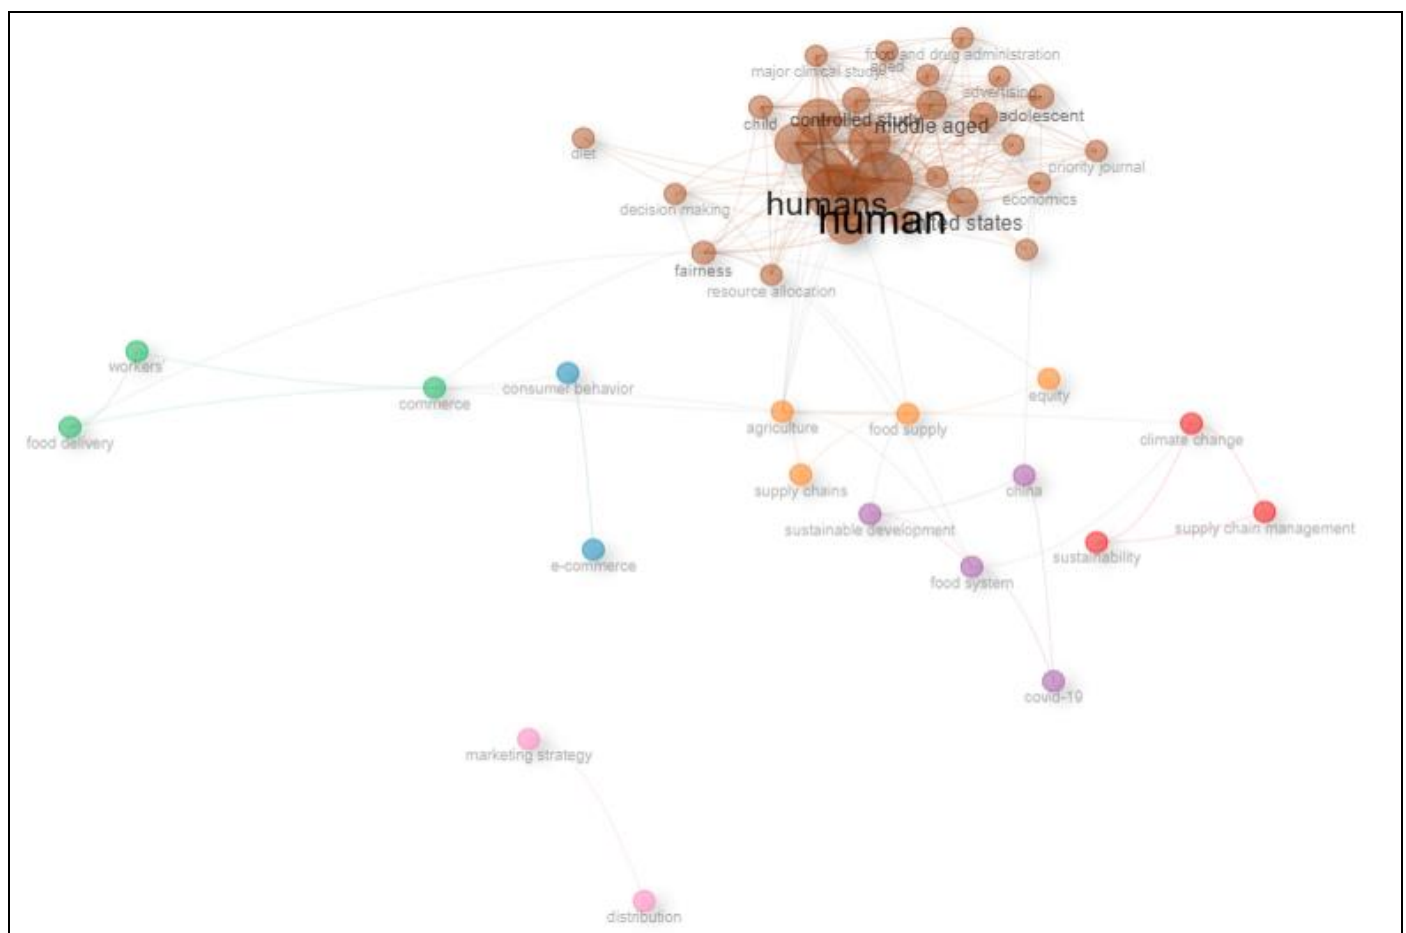 food and drug administration
aged
major clinical study
advertising
adolescent
child
controlled study
middle aged
diet
priority journal
economics
decision making
humans
human
united states
fairness
resource allocation
workers'
consumer behavior
commerce
equity
agriculture
food supply
food delivery
climate change
supply chains
china
sustainable development
supply chain management
sustainability
e-commerce
food system
covid-19
marketing strategy
distribution